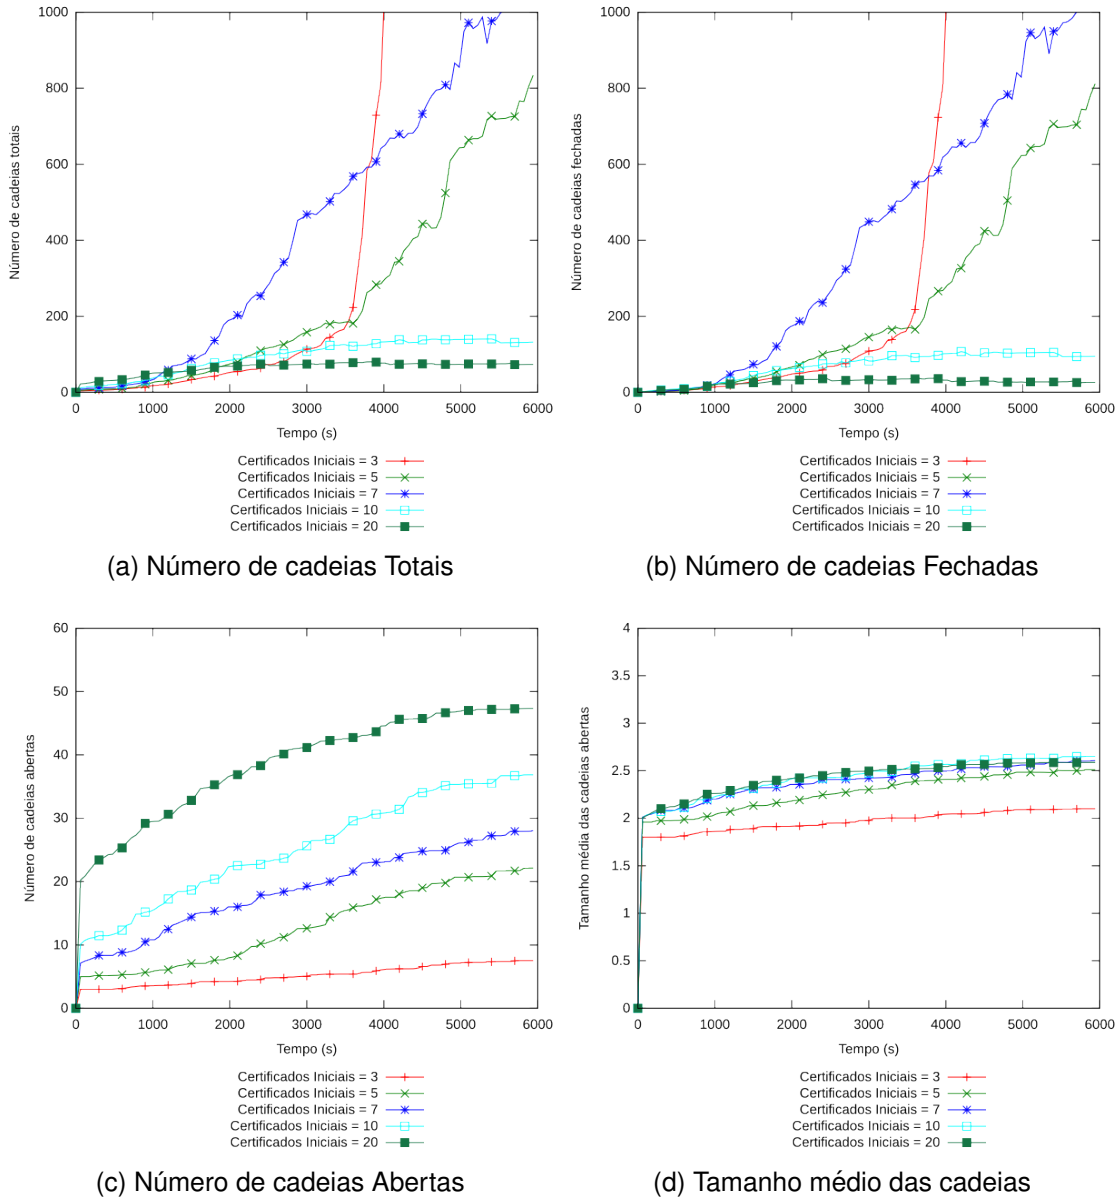 1000
800
600
400
200
0
Número de cadeias totais
0 1000 2000 3000 4000 5000 6000
Tempo (s)
Certificados Iniciais = 3
Certificados Iniciais = 5
Certificados Iniciais = 7
Certificados Iniciais = 10
Certificados Iniciais = 20
(a) Número de cadeias Totais
1000
800
600
400
200
0
Número de cadeias fechadas
0 1000 2000 3000 4000 5000 6000
Tempo (s)
Certificados Iniciais = 3
Certificados Iniciais = 5
Certificados Iniciais = 7
Certificados Iniciais = 10
Certificados Iniciais = 20
(b) Número de cadeias Fechadas
60
50
40
30
20
10
0
Número de cadeias abertas
0 1000 2000 3000 4000 5000 6000
Tempo (s)
Certificados Iniciais = 3
Certificados Iniciais = 5
Certificados Iniciais = 7
Certificados Iniciais = 10
Certificados Iniciais = 20
(c) Número de cadeias Abertas
4
3.5
3
2.5
2
1.5
1
0.5
0
Tamanho média das cadeias abertas
0 1000 2000 3000 4000 5000 6000
Tempo (s)
Certificados Iniciais = 3
Certificados Iniciais = 5
Certificados Iniciais = 7
Certificados Iniciais = 10
Certificados Iniciais = 20
(d) Tamanho médio das cadeias